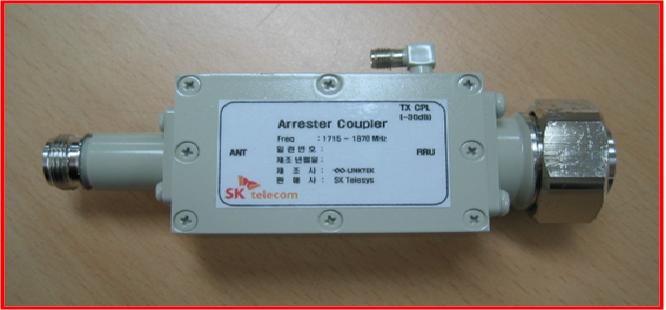 TX CPL
(-30dB)
Arrester Coupler
Freq : 1715 ~ 1870 MHz
ANT
RRU
일 련 번 호 :
제조년월일 :
제 조 사 :
판 매 사 : SK Telesys
SK telecom